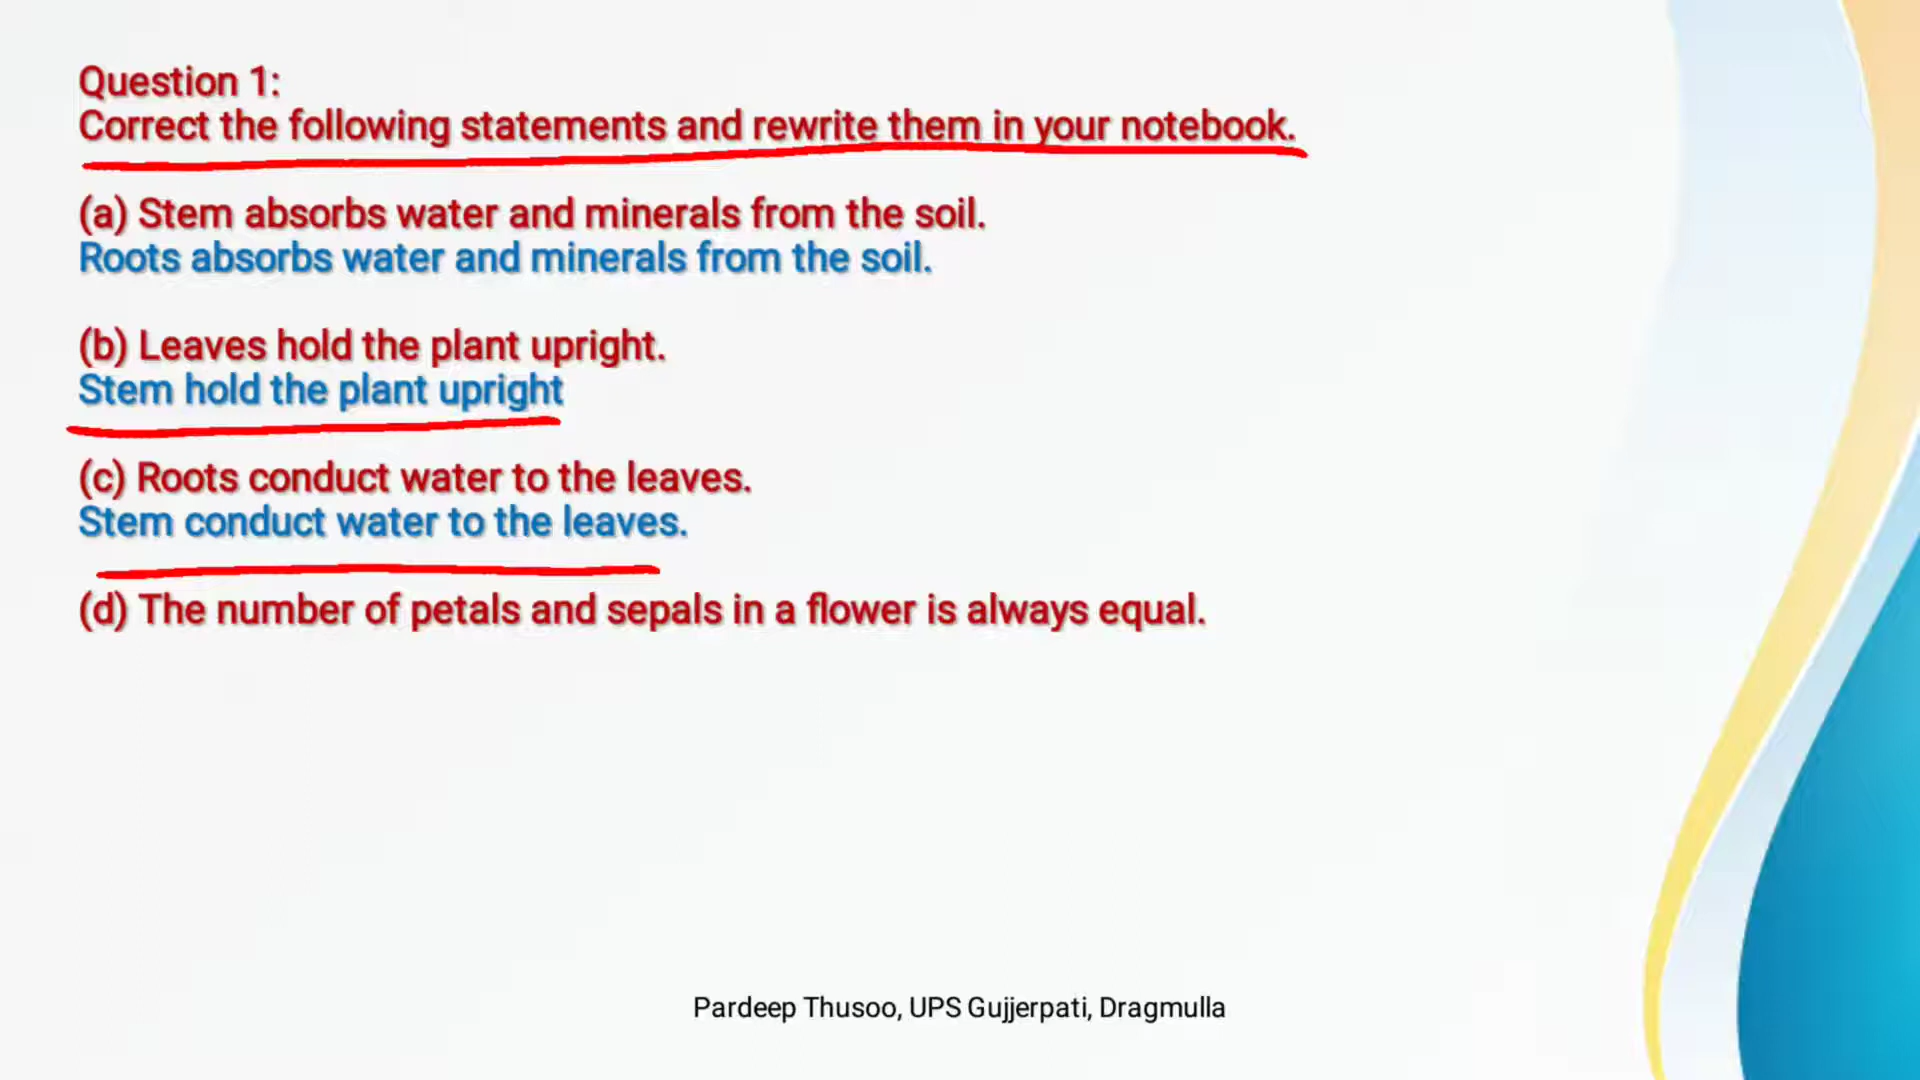 Question 1:
Correct the following statements and rewrite them in your notebook.
(a) Stem absorbs water and minerals from the soil.
Roots absorbs water and minerals from the soil.
(b) Leaves hold the plant upright.
Stem hold the plant upright
(c) Roots conduct water to the leaves.
Stem conduct water to the leaves.
(d) The number of petals and sepals in a flower is always equal.
Pardeep Thusoo, UPS Gujjerpati, Dragmulla